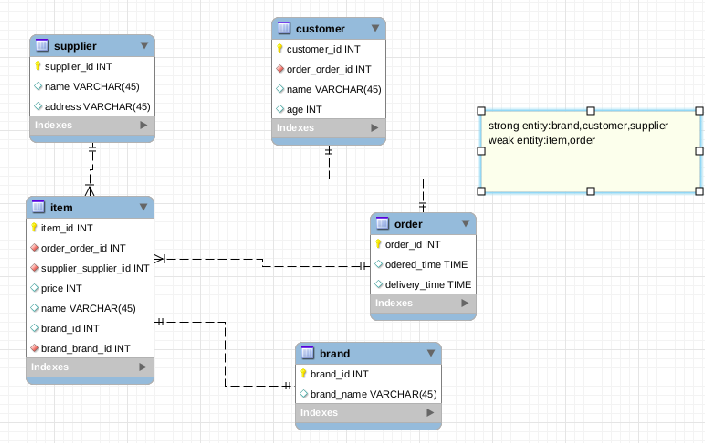 supplier
supplier_id INT
name VARCHAR(45)
address VARCHAR(45)
Indexes
customer
customer_id INT
order_order_id INT
name VARCHAR(45)
age INT
Indexes
strong entity:brand,customer,supplier
weak entity:item,order
item
item_id INT
order_order_id INT
supplier_supplier_id INT
price INT
name VARCHAR(45)
brand_id INT
brand_brand_id INT
Indexes
order
order_id INT
odered_time TIME
delivery_time TIME
Indexes
brand
brand_id INT
brand_name VARCHAR(45)
Indexes